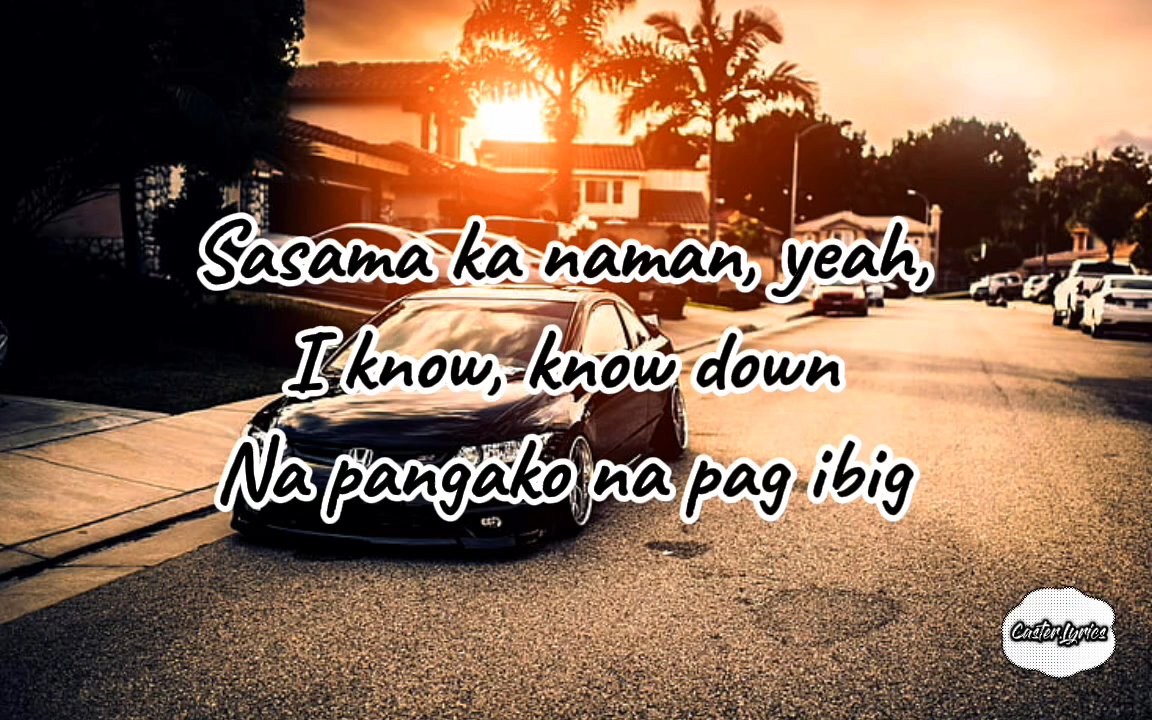 Sasama ka naman, yeah,
I know, know down
Na pangako na pag ibig
Caster.Lyrics